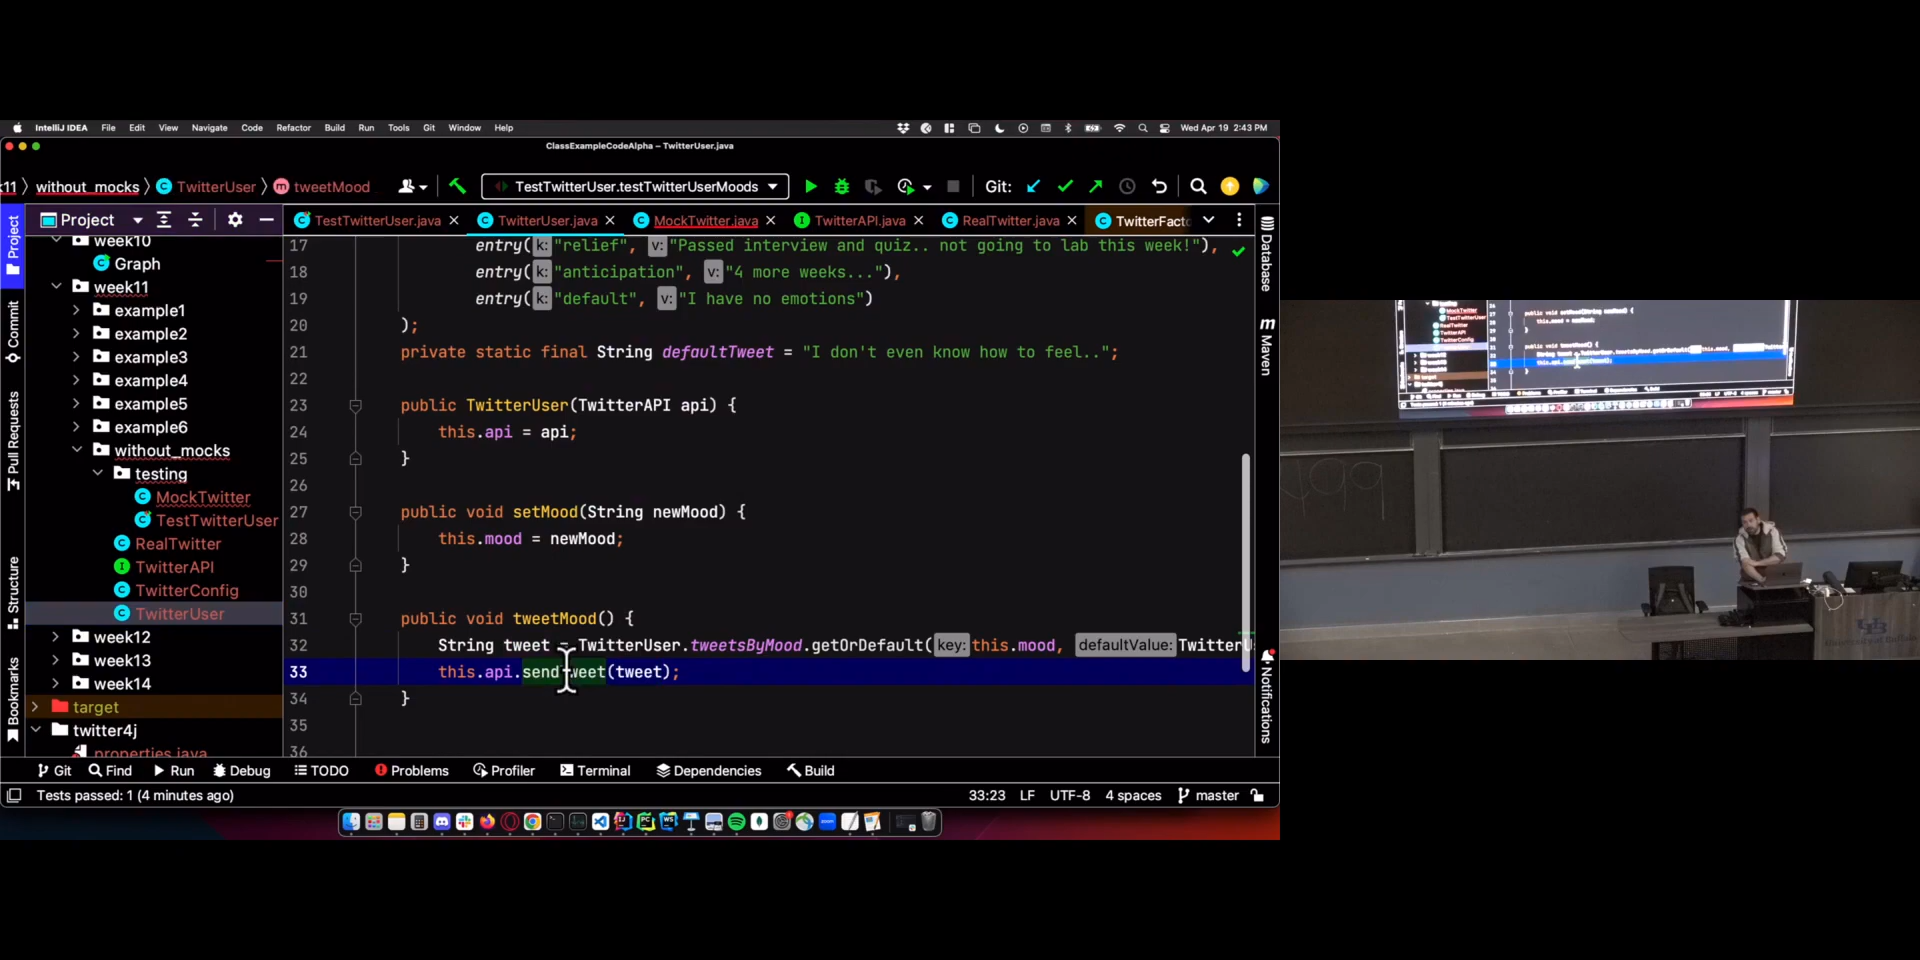 IntelliJ IDEA File Edit View Navigate Code Refactor Build Run Tools Git Window Help Wed Apr 19 2:43 PM
ClassExampleCodeAlpha – TwitterUser.java
k11 〉 without_mocks 〉 TwitterUser 〉 m tweetMood TestTwitterUser.testTwitterUserMoods Git:
Project TestTwitterUser.java TwitterUser.java MockTwitter.java TwitterAPI.java RealTwitter.java TwitterFacto
Project
Commit
Pull Requests
Structure
Bookmarks
week10
Graph
week11
example1
example2
example3
example4
example5
example6
without_mocks
testing
MockTwitter
TestTwitterUser
RealTwitter
TwitterAPI
TwitterConfig
TwitterUser
week12
week13
week14
target
twitter4j
properties.java
17 entry( k: "relief", v: "Passed interview and quiz.. not going to lab this week!"),
18 entry( k: "anticipation", v: "4 more weeks..."),
19 entry( k: "default", v: "I have no emotions")
20 );
21 private static final String defaultTweet = "I don't even know how to feel..";
22
23 public TwitterUser(TwitterAPI api) {
24 this.api = api;
25 }
26
27 public void setMood(String newMood) {
28 this.mood = newMood;
29 }
30
31 public void tweetMood() {
32 String tweet = TwitterUser.tweetsByMood.getOrDefault( key: this.mood, defaultValue: TwitterU
33 this.api.sendTweet(tweet);
34 }
35
36
Database
Maven
Notifications
Git Find Run Debug TODO Problems Profiler Terminal Dependencies Build
Tests passed: 1 (4 minutes ago) 33:23 LF UTF-8 4 spaces master